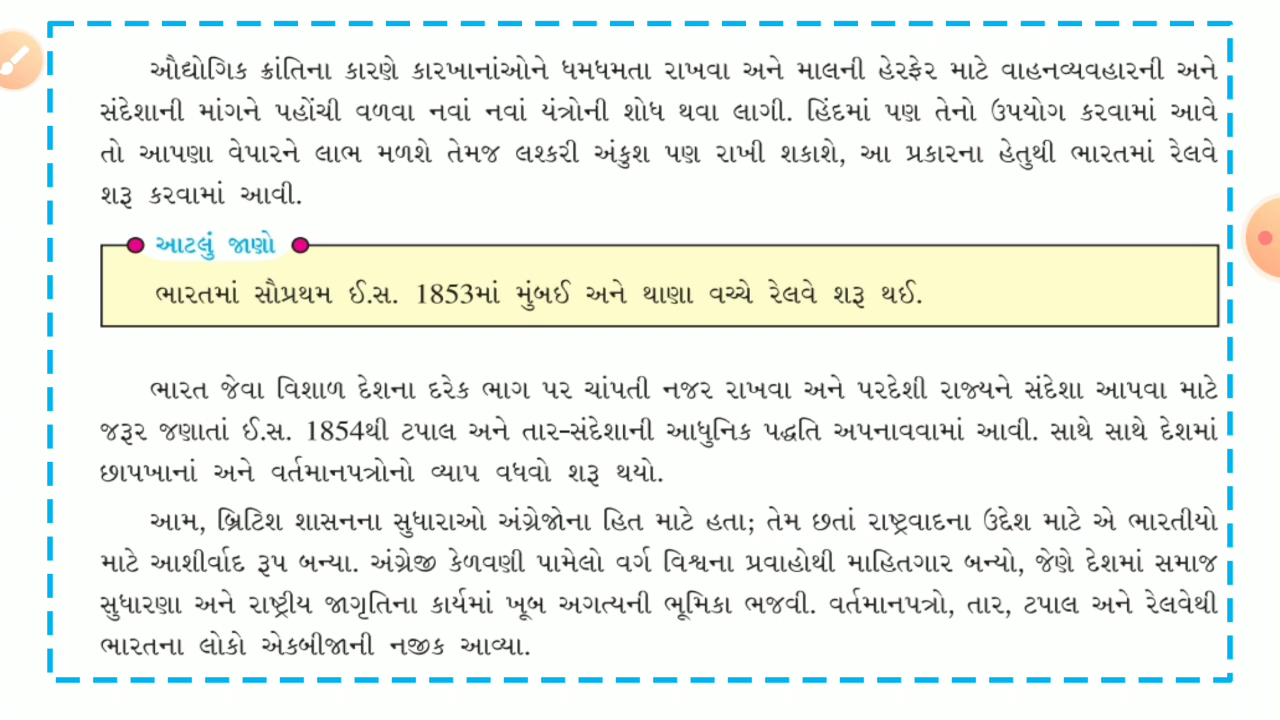 ઔદ્યોગિક ક્રાંતિના કારણે કારખાનાંઓને ધમધમતા રાખવા અને માલની હેરફેર માટે વાહનવ્યવહારની અને
સંદેશાની માંગને પહોંચી વળવા નવાં નવાં યંત્રોની શોધ થવા લાગી. હિંદમાં પણ તેનો ઉપયોગ કરવામાં આવે
તો આપણા વેપારને લાભ મળશે તેમજ લશ્કરી અંકુશ પણ રાખી શકાશે, આ પ્રકારના હેતુથી ભારતમાં રેલવે
શરૂ કરવામાં આવી.
આટલું જાણો
ભારતમાં સૌપ્રથમ ઈ.સ. 1853માં મુંબઈ અને થાણા વચ્ચે રેલવે શરૂ થઈ.
ભારત જેવા વિશાળ દેશના દરેક ભાગ પર ચાંપતી નજર રાખવા અને પરદેશી રાજ્યને સંદેશા આપવા માટે
જરૂર જણાતાં ઈ.સ. 1854થી ટપાલ અને તાર-સંદેશાની આધુનિક પદ્ધતિ અપનાવવામાં આવી. સાથે સાથે દેશમાં
છાપખાનાં અને વર્તમાનપત્રોનો વ્યાપ વધવો શરૂ થયો.
આમ, બ્રિટિશ શાસનના સુધારાઓ અંગ્રેજોના હિત માટે હતા; તેમ છતાં રાષ્ટ્રવાદના ઉદ્દેશ માટે એ ભારતીયો
માટે આશીર્વાદ રૂપ બન્યા. અંગ્રેજી કેળવણી પામેલો વર્ગ વિશ્વના પ્રવાહોથી માહિતગાર બન્યો, જેણે દેશમાં સમાજ
સુધારણા અને રાષ્ટ્રીય જાગૃતિના કાર્યમાં ખૂબ અગત્યની ભૂમિકા ભજવી. વર્તમાનપત્રો, તાર, ટપાલ અને રેલવેથી
ભારતના લોકો એકબીજાની નજીક આવ્યા.